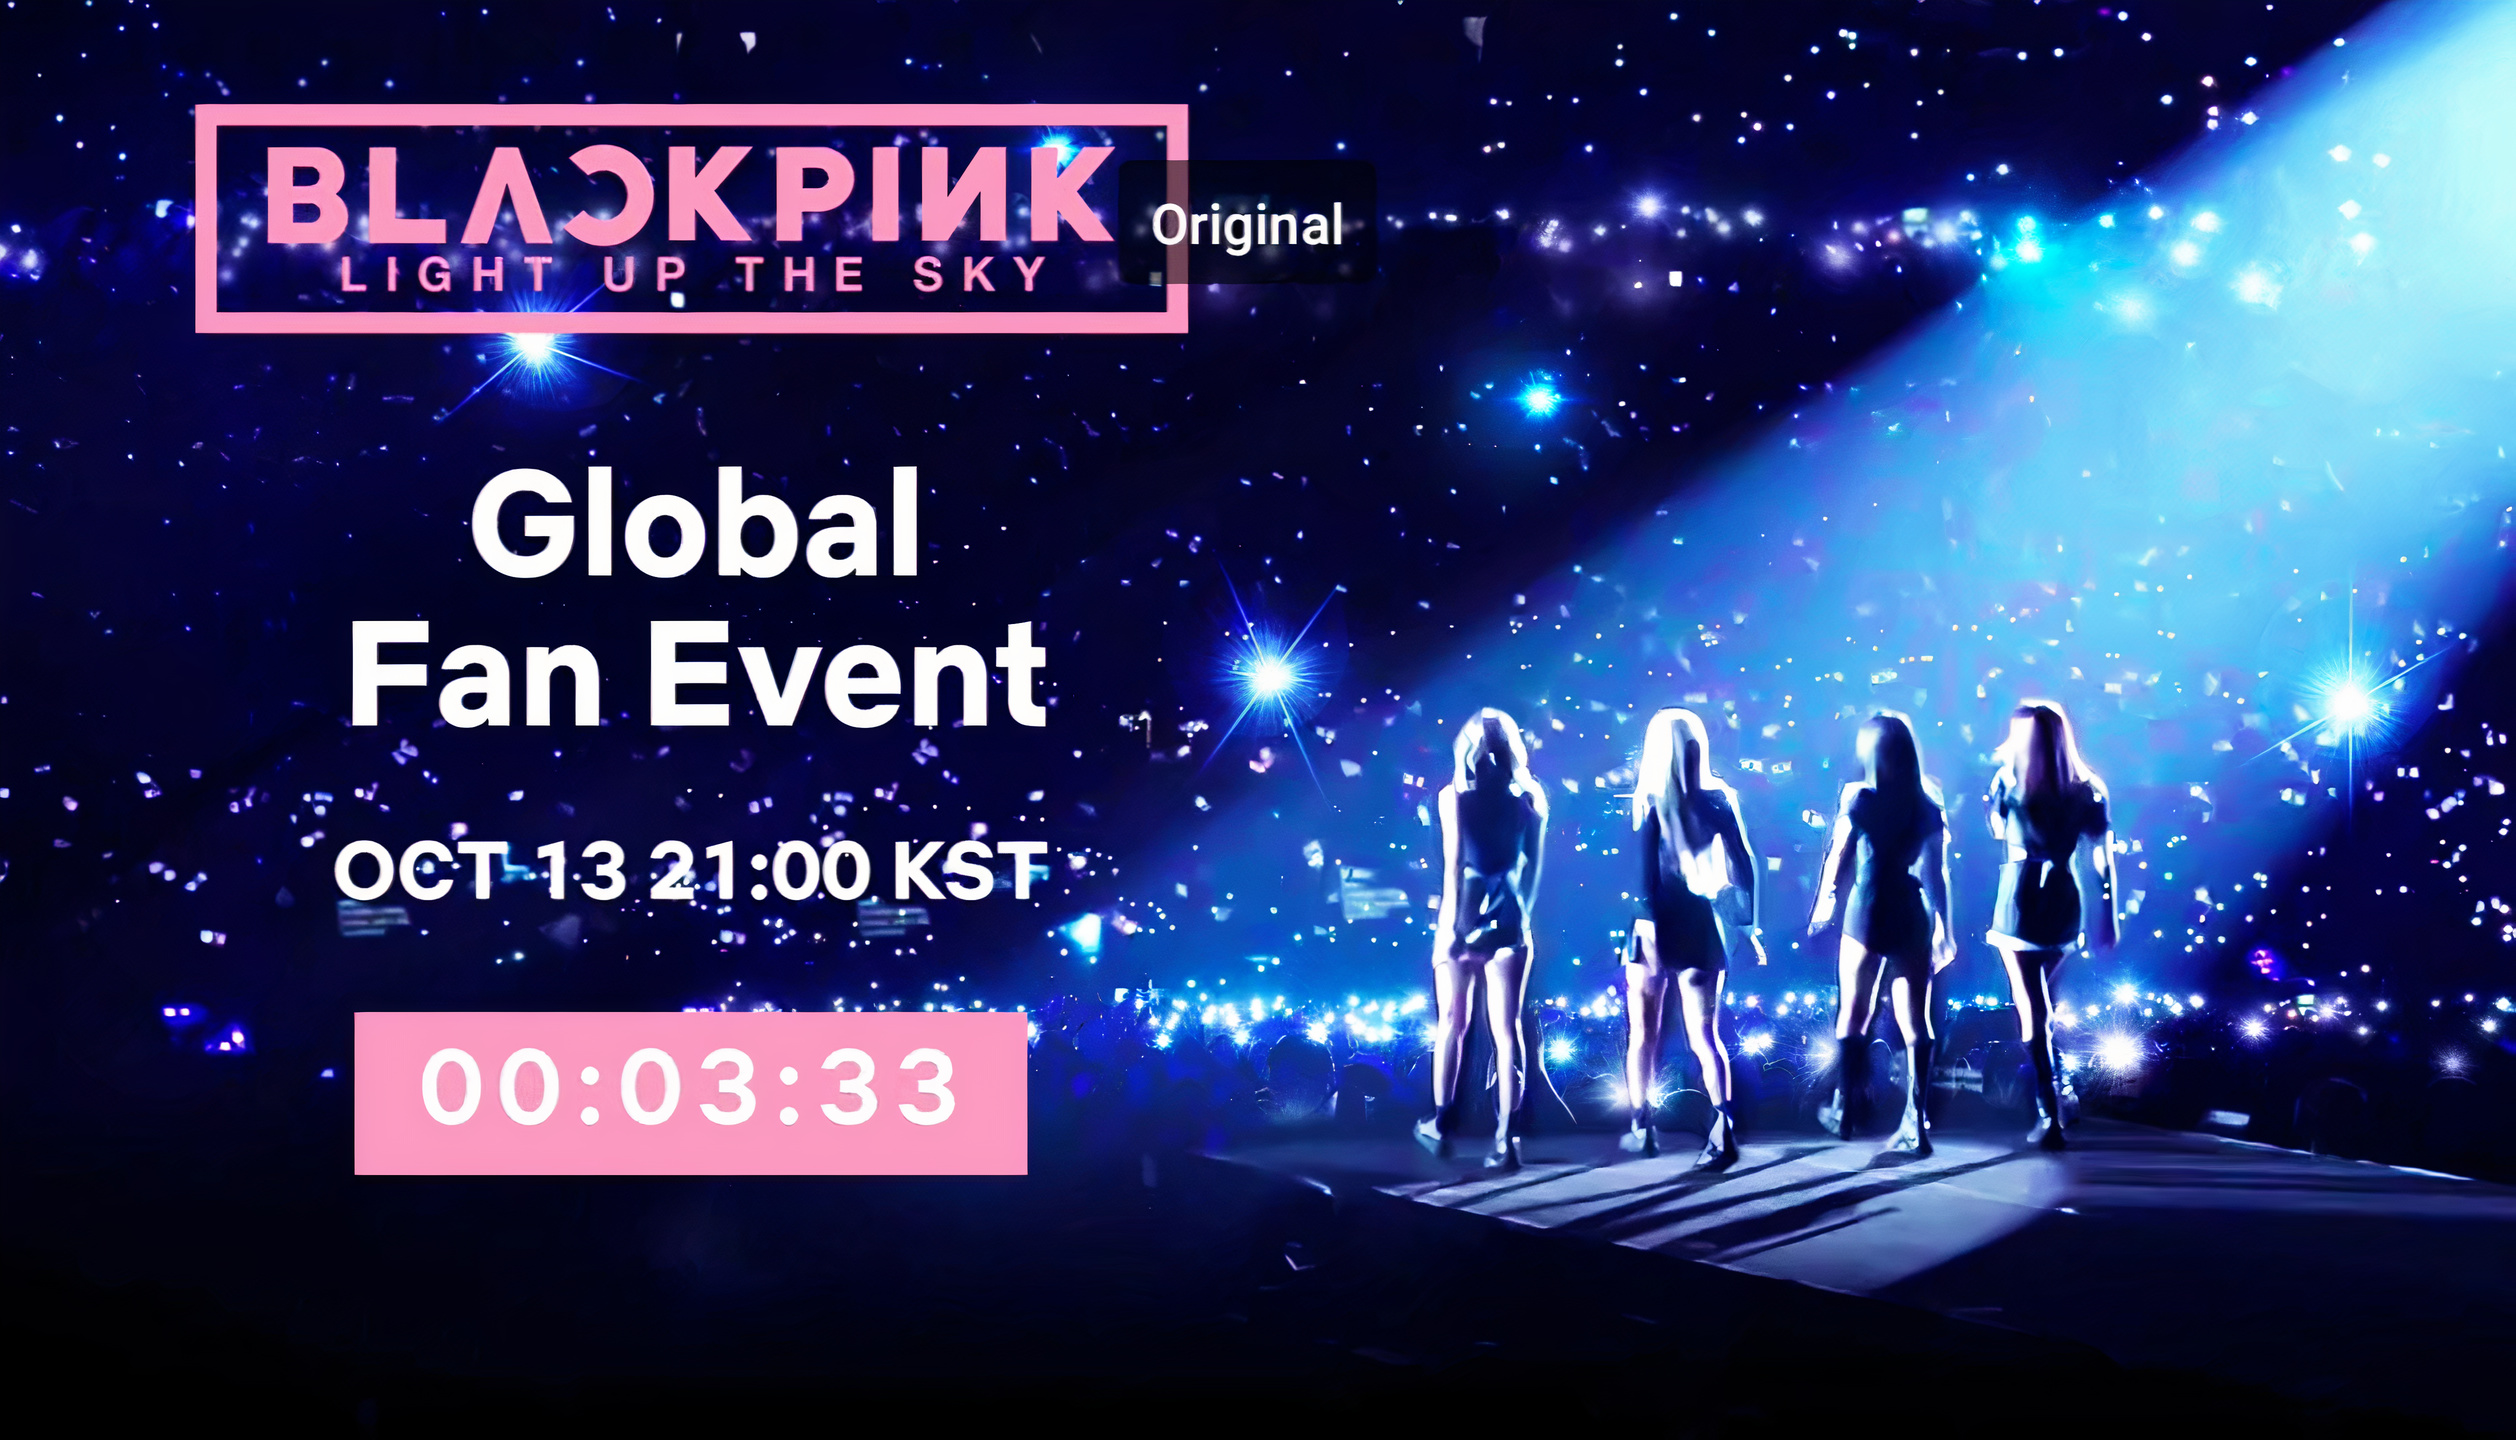 BLACKPINK
LIGHT UP THE SKY
Original
Global
Fan Event
OCT 13 21:00 KST
00:03:33